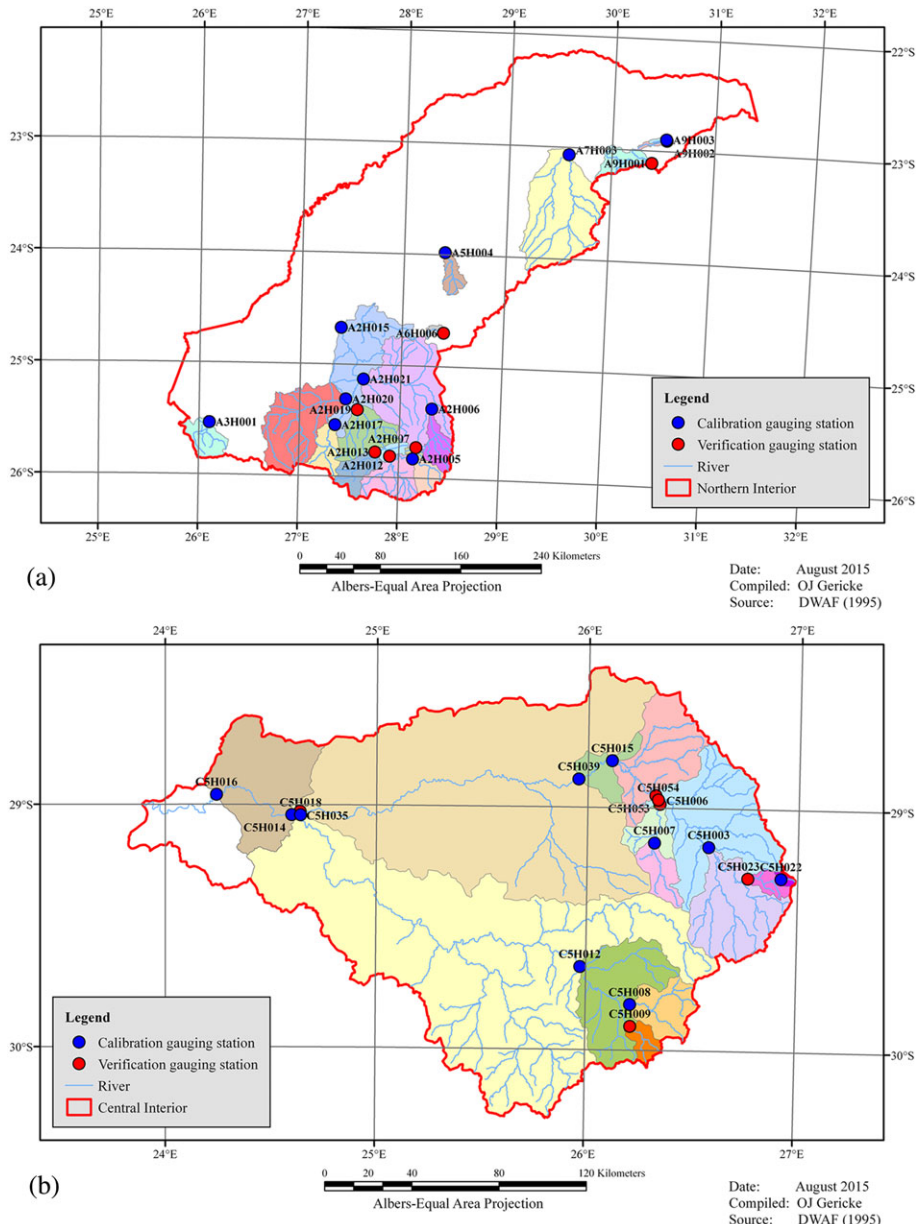 25°E 26°E 27°E 28°E 29°E 30°E 31°E 32°E
22°S
23°S
A9H003
A7H003
A9H002
A9H001
23°S
24°S
A5H004
24°S
A2H015
A6H006
25°S
25°S
A2H021
A2H020
A2H019
A2H006
A3H001
A2H017
A2H007
A2H013
A2H012
A2H005
26°S
26°S
Legend
Calibration gauging station
Verification gauging station
River
Northern Interior
25°E 26°E 27°E 28°E 29°E 30°E 31°E 32°E
0 40 80 160 240 Kilometers
Albers-Equal Area Projection
(a)
Date: August 2015
Compiled: OJ Gericke
Source: DWAF (1995)
24°E 25°E 26°E 27°E
C5H015
C5H039
C5H016
C5H054
C5H018
C5H053
C5H006
29°S
29°S
C5H014
C5H035
C5H007
C5H003
C5H023
C5H022
C5H012
C5H008
C5H009
30°S
30°S
Legend
Calibration gauging station
Verification gauging station
River
Central Interior
24°E 25°E 26°E 27°E
0 20 40 80 120 Kilometers
Albers-Equal Area Projection
(b)
Date: August 2015
Compiled: OJ Gericke
Source: DWAF (1995)